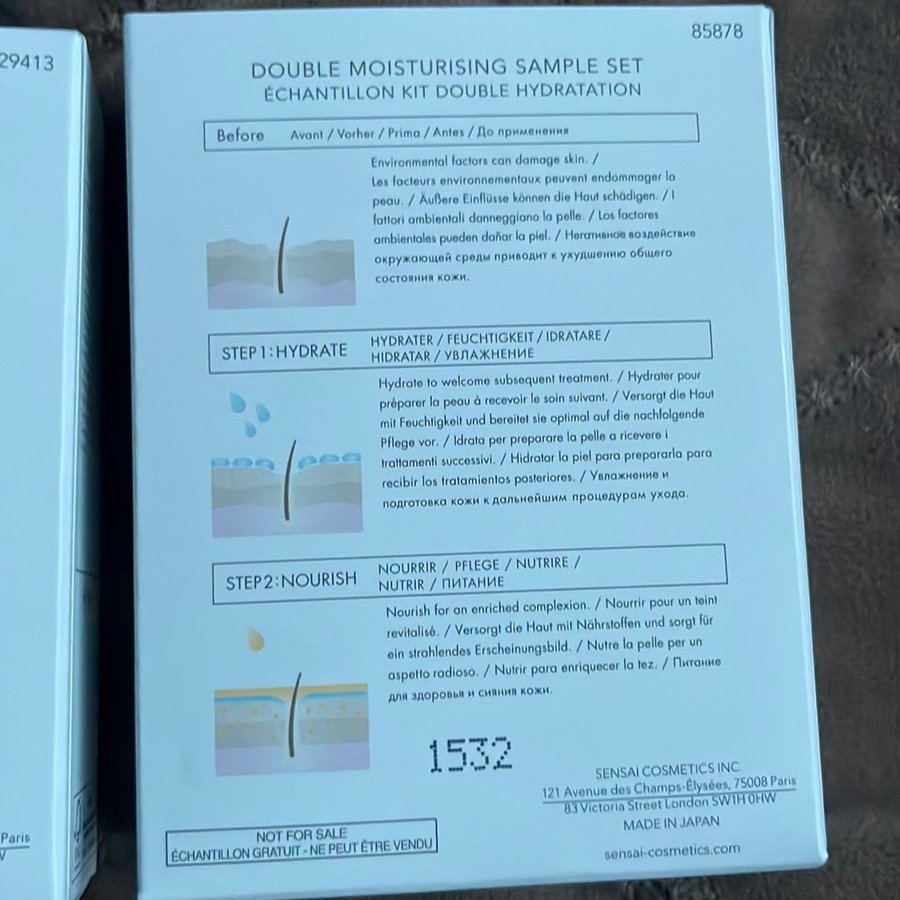 29413
85878
DOUBLE MOISTURISING SAMPLE SET
ÉCHANTILLON KIT DOUBLE HYDRATATION
Before Avant / Vorher / Prima / Antes / До применения
Environmental factors can damage skin. /
Les facteurs environnementaux peuvent endommager la
peau. / Äußere Einflüsse können die Haut schädigen. / I
fattori ambientali danneggiano la pelle. / Los factores
ambientales pueden dañar la piel. / Негативное воздействие
окружающей среды приводит к ухудшению общего
состояния кожи.
STEP 1:HYDRATE
HYDRATER / FEUCHTIGKEIT / IDRATARE /
HIDRATAR / УВЛАЖНЕНИЕ
Hydrate to welcome subsequent treatment. / Hydrater pour
préparer la peau à recevoir le soin suivant. / Versorgt die Haut
mit Feuchtigkeit und bereitet sie optimal auf die nachfolgende
Pflege vor. / Idrata per preparare la pelle a ricevere i
trattamenti successivi. / Hidratar la piel para prepararla para
recibir los tratamientos posteriores. / Увлажнение и
подготовка кожи к дальнейшим процедурам ухода.
STEP2:NOURISH
NOURRIR / PFLEGE / NUTRIRE /
NUTRIR / ПИТАНИЕ
Nourish for an enriched complexion. / Nourrir pour un teint
revitalisé. / Versorgt die Haut mit Nährstoffen und sorgt für
ein strahlendes Erscheinungsbild. / Nutre la pelle per un
aspetto radioso. / Nutrir para enriquecer la tez. / Питание
для здоровья и сияния кожи.
1532
SENSAI COSMETICS INC.
121 Avenue des Champs-Élysées, 75008 Paris
83 Victoria Street London SW1H 0HW
MADE IN JAPAN
sensai-cosmetics.com
NOT FOR SALE
ÉCHANTILLON GRATUIT - NE PEUT ÊTRE VENDU
Paris